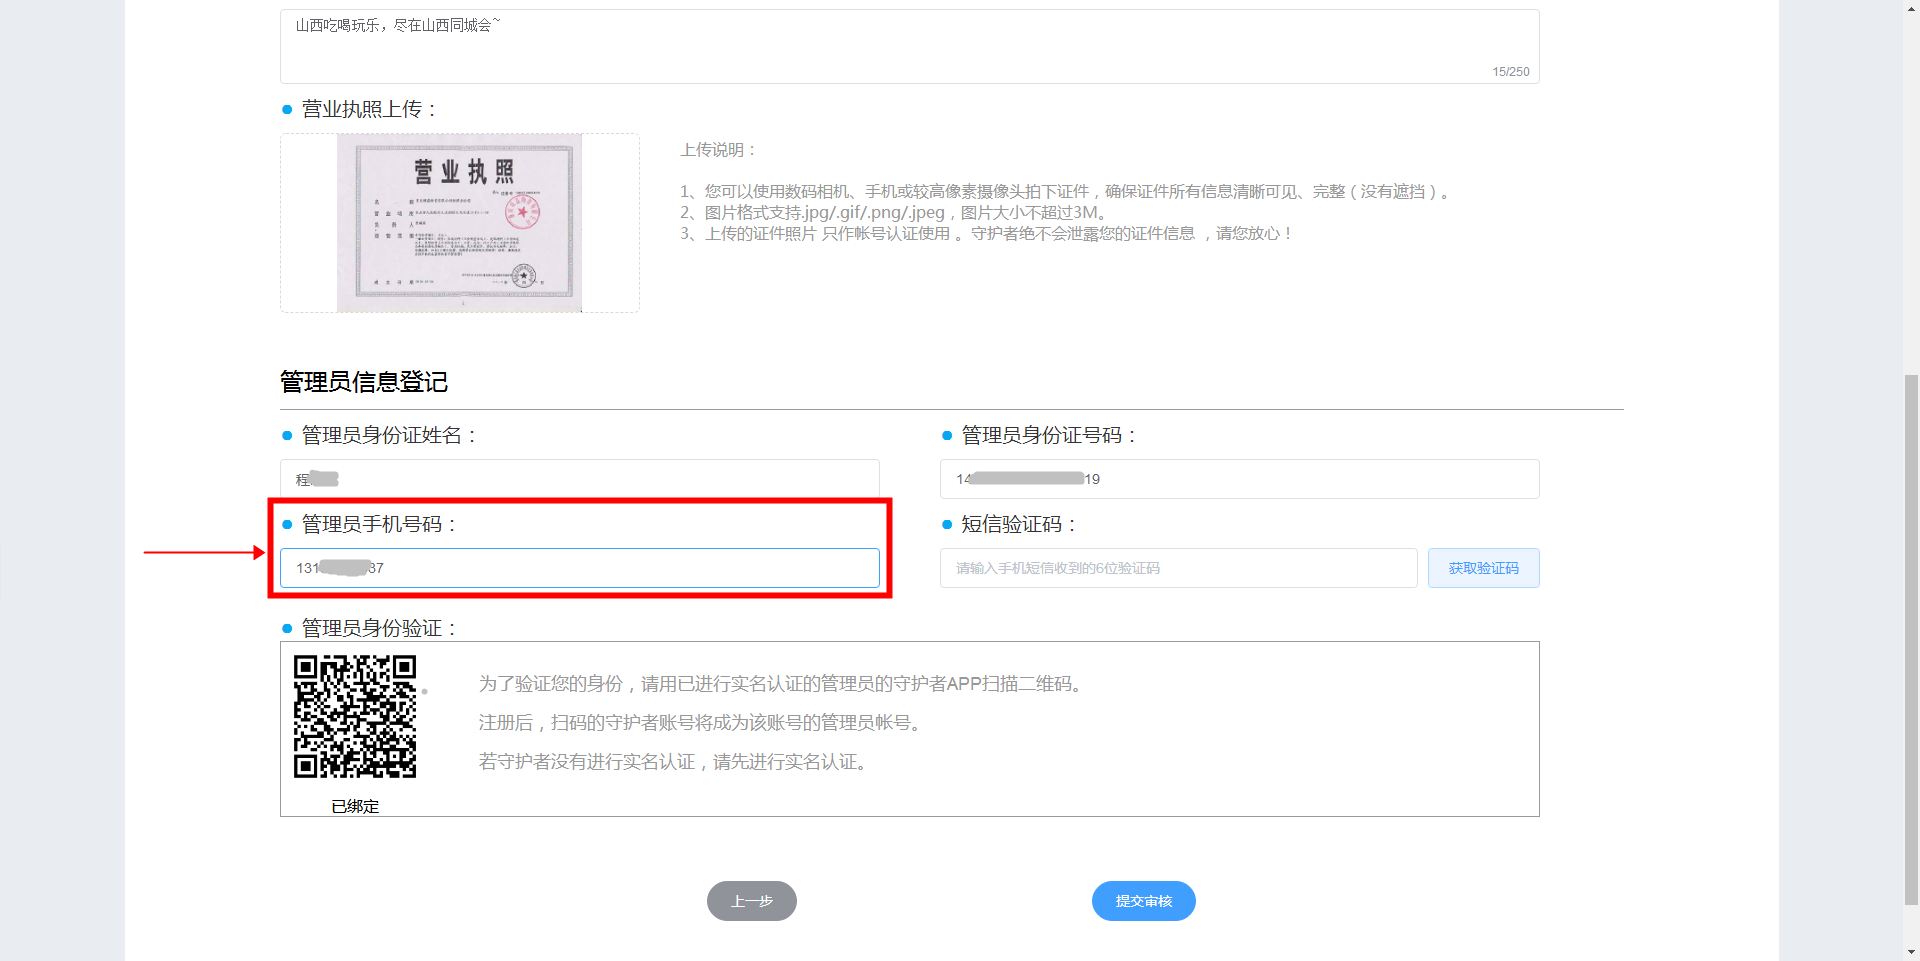 山西吃喝玩乐，尽在山西同城会~
15/250
营业执照上传：
营业执照
上传说明：
1、您可以使用数码相机、手机或较高像素摄像头拍下证件，确保证件所有信息清晰可见、完整（没有遮挡）。
2、图片格式支持.jpg/.gif/.png/.jpeg，图片大小不超过3M。
3、上传的证件照片 只作帐号认证使用 。守护者绝不会泄露您的证件信息 ，请您放心！
管理员信息登记
管理员身份证姓名：
管理员身份证号码：
程
14 19
管理员手机号码：
短信验证码：
131 37
请输入手机短信收到的6位验证码
获取验证码
管理员身份验证：
为了验证您的身份，请用已进行实名认证的管理员的守护者APP扫描二维码。
注册后，扫码的守护者账号将成为该账号的管理员帐号。
若守护者没有进行实名认证，请先进行实名认证。
已绑定
上一步
提交审核